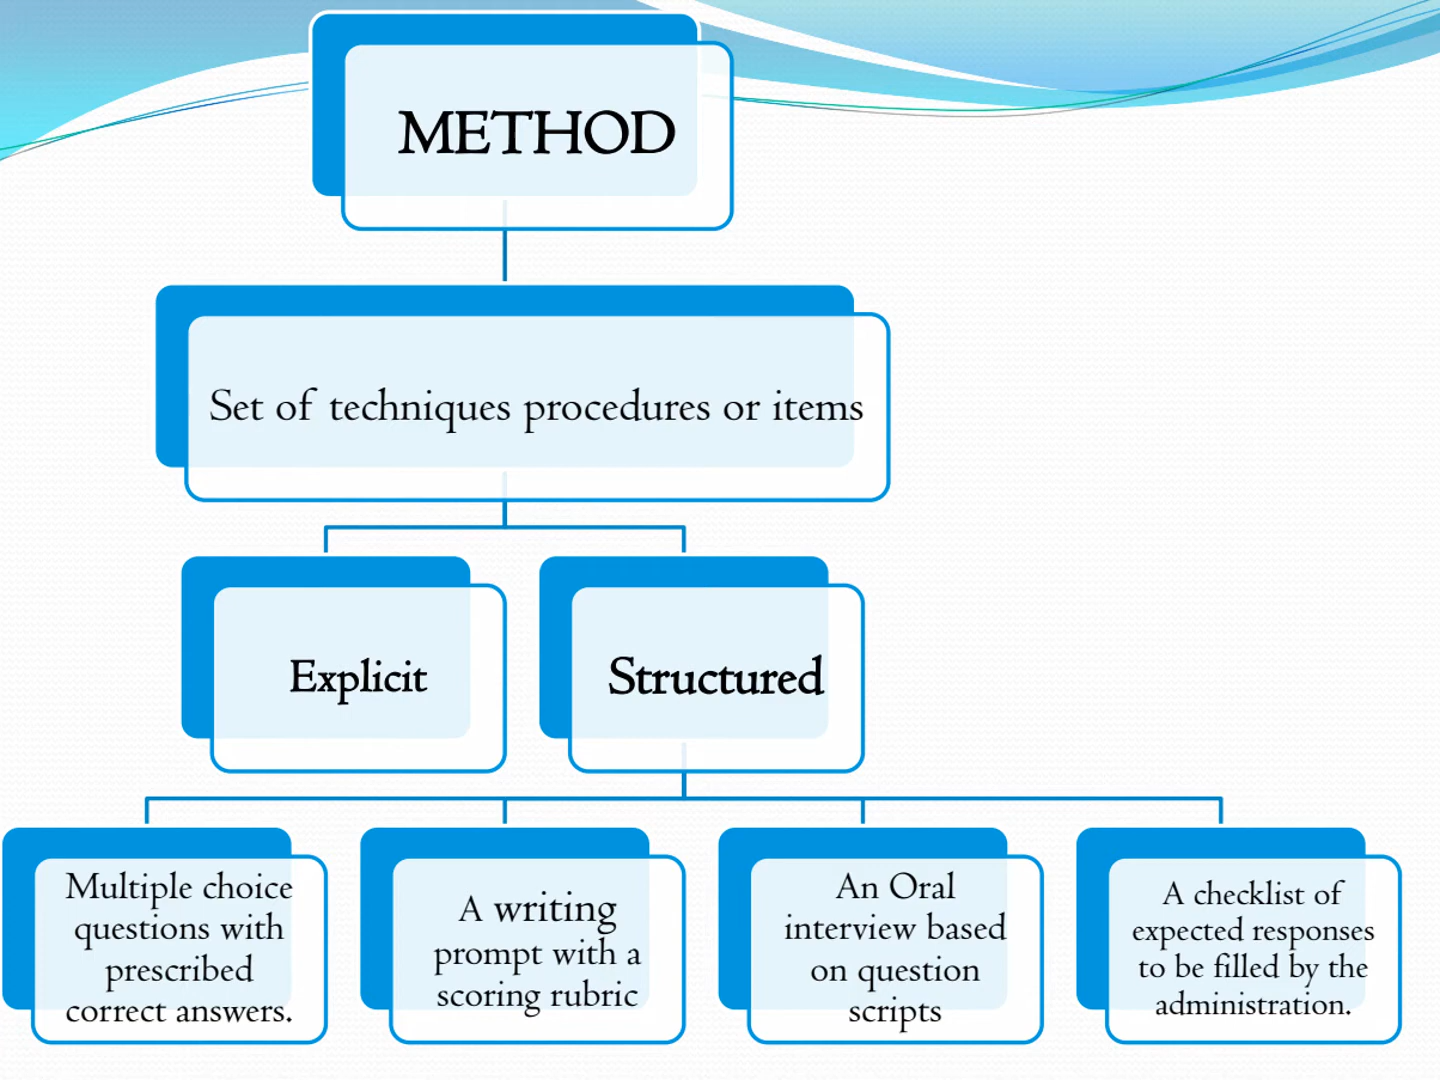 METHOD
Set of techniques procedures or items
Explicit
Structured
Multiple choice
questions with
prescribed
correct answers.
A writing
prompt with a
scoring rubric
An Oral
interview based
on question
scripts
A checklist of
expected responses
to be filled by the
administration.